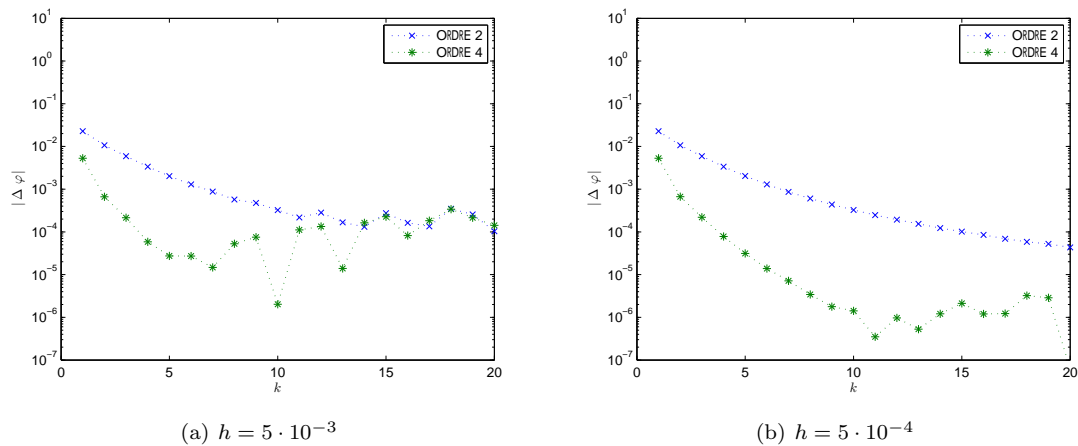 10^1
10^0
10^-1
10^-2
10^-3
10^-4
10^-5
10^-6
10^-7
|Δ φ|
0 5 10 15 20
k
ORDRE 2
ORDRE 4
(a) h = 5 · 10^-3
10^1
10^0
10^-1
10^-2
10^-3
10^-4
10^-5
10^-6
10^-7
|Δ φ|
0 5 10 15 20
k
ORDRE 2
ORDRE 4
(b) h = 5 · 10^-4